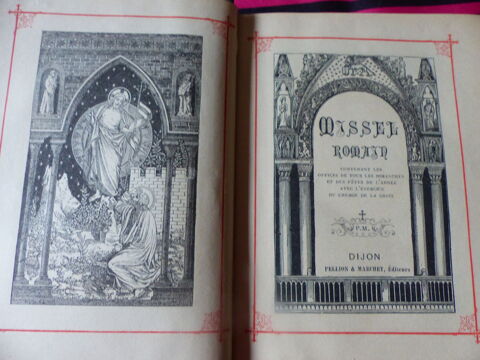 MISSEL
ROMAIN
CONTENANT LES
OFFICES DE TOUS LES DIMANCHES
ET DES FÊTES DE L'ANNÉE
AVEC L'EXERCICE
DU CHEMIN DE LA CROIX
P. M.
DIJON
PELLION & MARCHET, Éditeurs